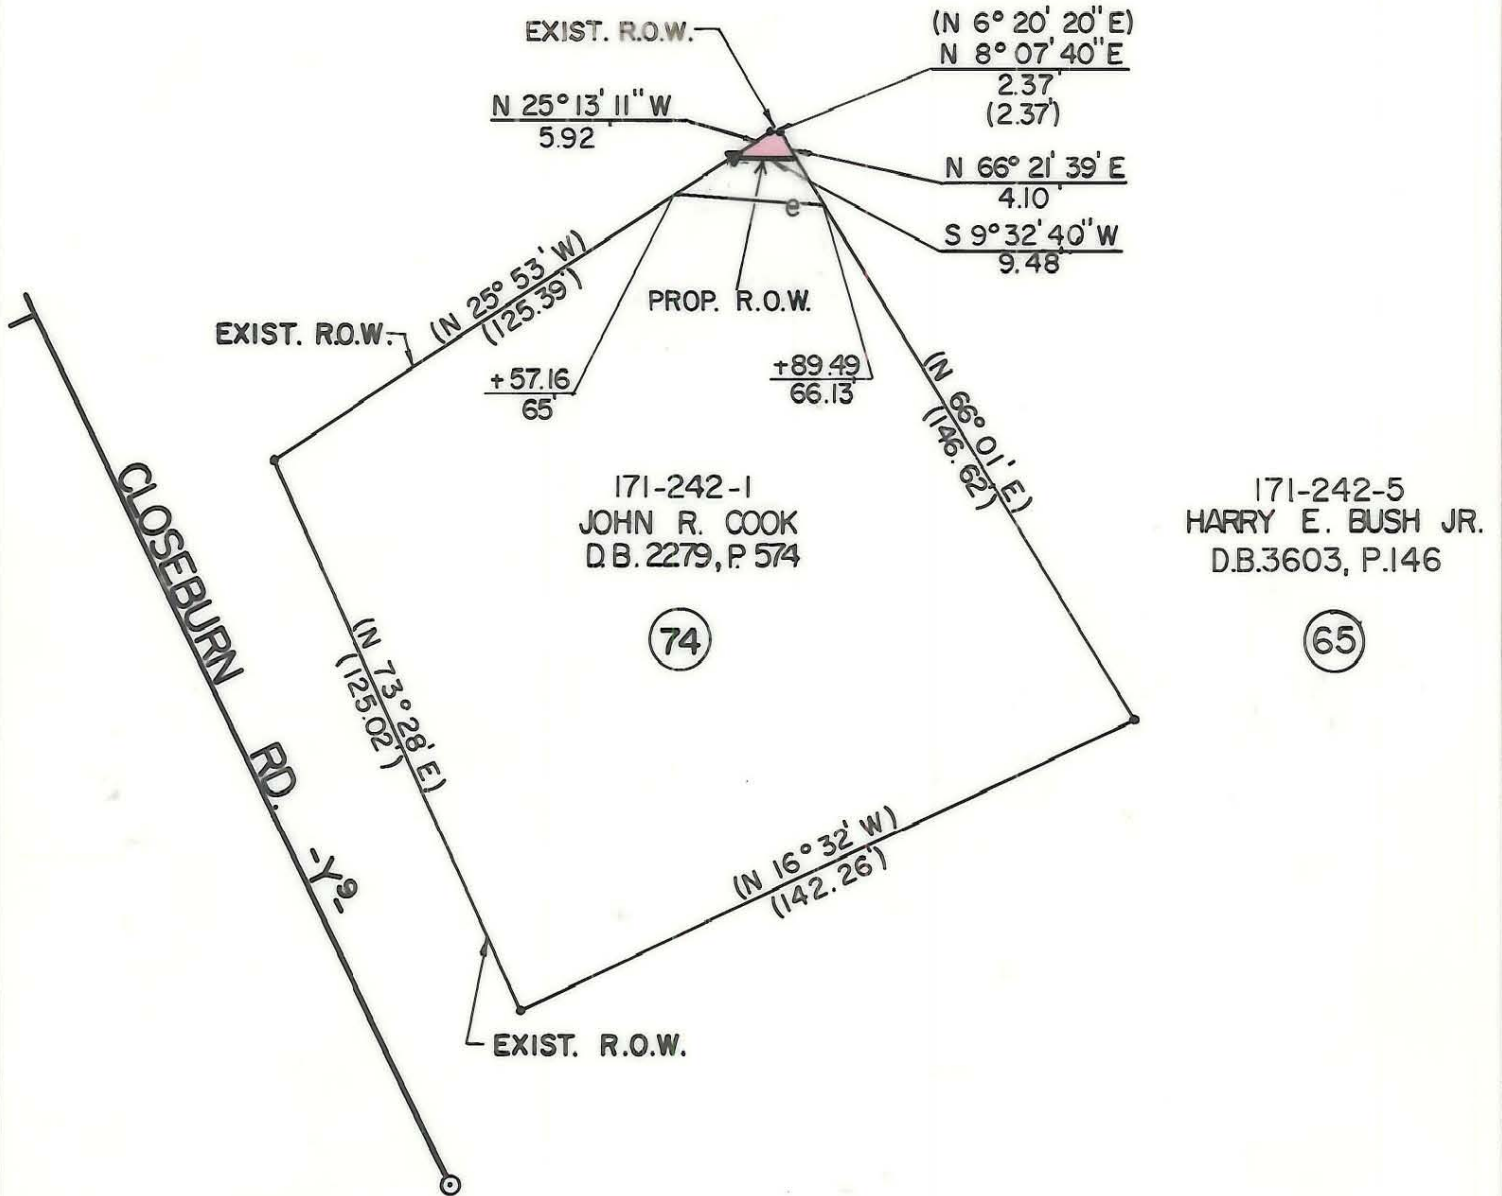 EXIST. R.O.W.
(N 6° 20' 20" E)
N 8° 07' 40" E
2.37'
(2.37')
N 25° 13' 11" W
5.92'
N 66° 21' 39' E
4.10'
S 9° 32' 40" W
9.48'
e
(N 25° 53' W)
(125.39')
PROP. R.O.W.
EXIST. R.O.W.
+57.16
65'
+89.49
66.13'
(N 66° 01' E)
(146.62')
171-242-1
JOHN R. COOK
D.B. 2279, P. 574
74
171-242-5
HARRY E. BUSH JR.
D.B.3603, P.146
65
CLOSEBURN RD. -Y9-
(N 73° 28' E)
(125.02')
(N 16° 32' W)
(142.26')
EXIST. R.O.W.